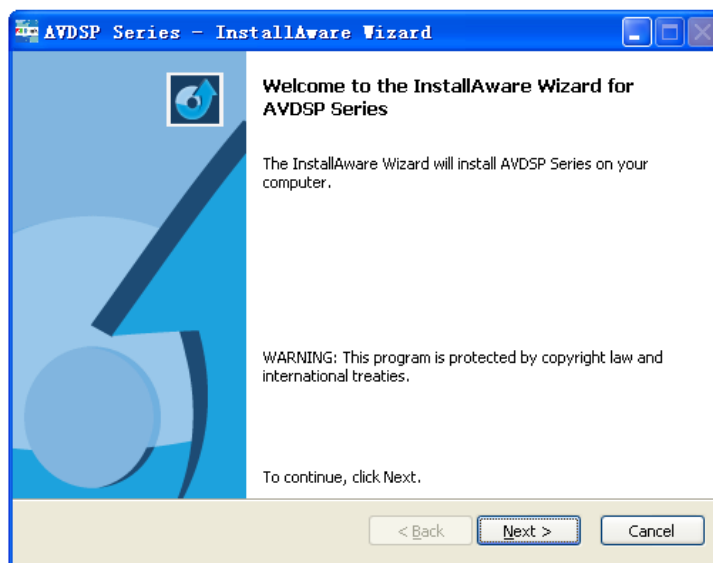 AVDSP Series - InstallAware Wizard
Welcome to the InstallAware Wizard for
AVDSP Series
The InstallAware Wizard will install AVDSP Series on your
computer.
WARNING: This program is protected by copyright law and
international treaties.
To continue, click Next.
< Back
Next >
Cancel